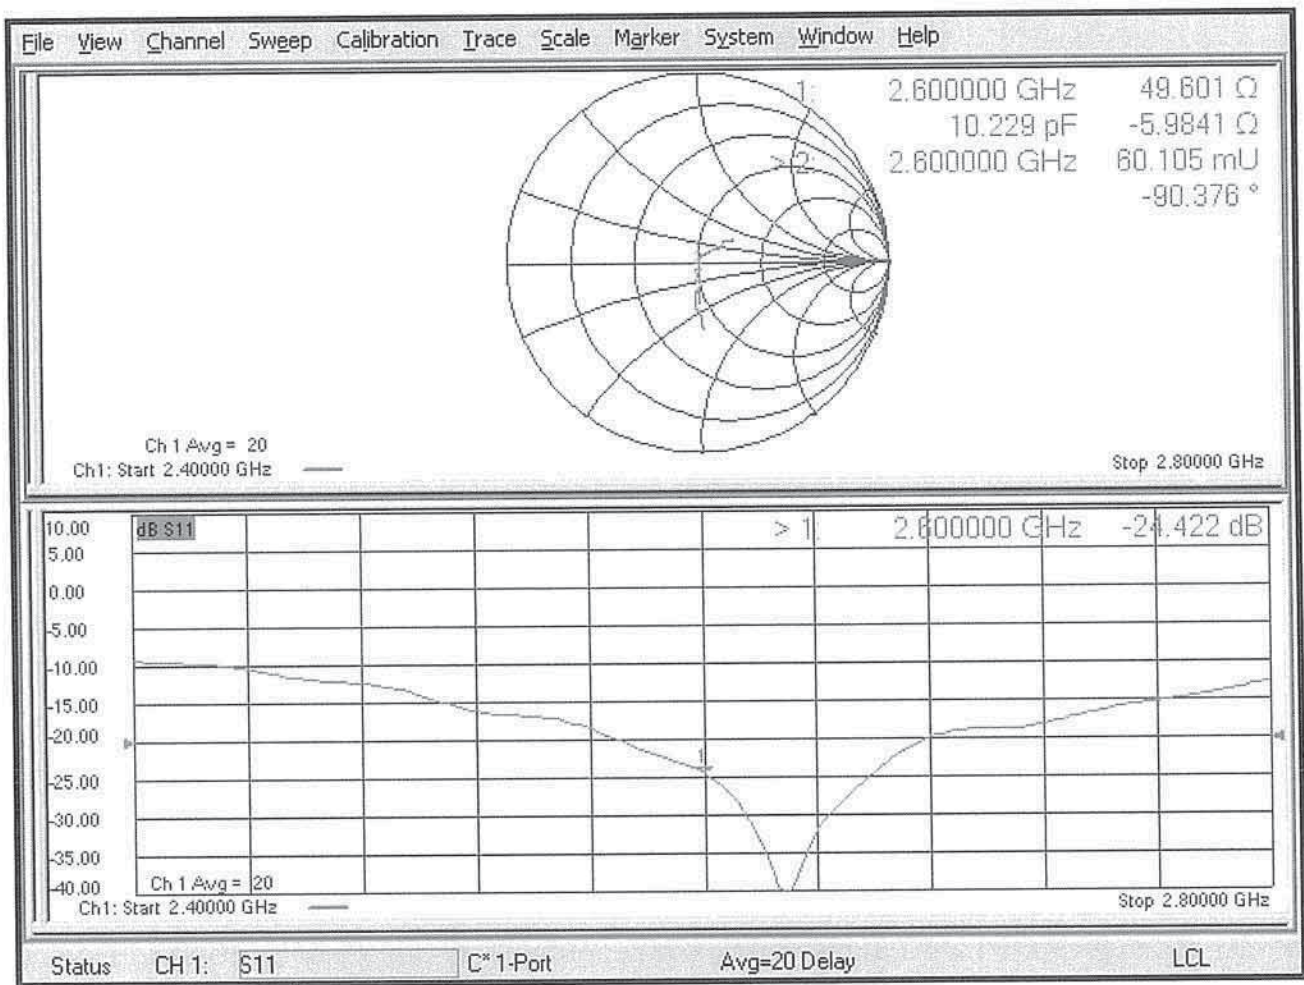 File View Channel Sweep Calibration Trace Scale Marker System Window Help
1: 2.600000 GHz 49.601 Ω
10.229 pF -5.9841 Ω
> 2: 2.600000 GHz 60.105 mU
-90.376 °
Ch 1 Avg = 20
Ch1: Start 2.40000 GHz
Stop 2.80000 GHz
10.00
dB S11
> 1: 2.600000 GHz -24.422 dB
5.00
0.00
-5.00
-10.00
-15.00
-20.00
1
-25.00
-30.00
-35.00
-40.00
Ch 1 Avg = 20
Ch1: Start 2.40000 GHz
Stop 2.80000 GHz
Status CH 1: S11 C* 1-Port Avg=20 Delay LCL